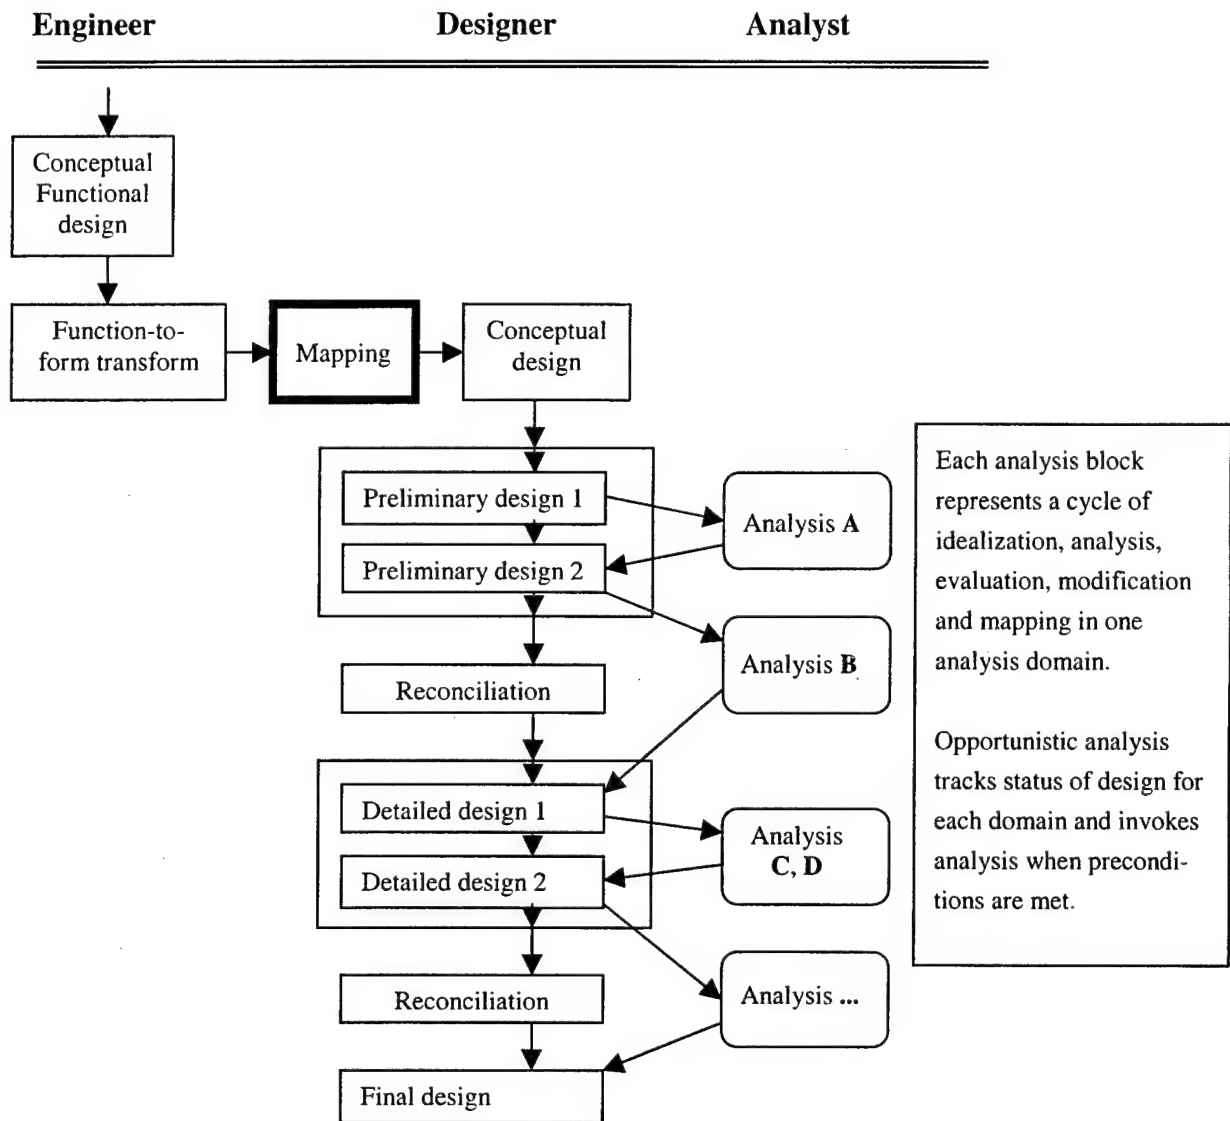 Engineer
Designer
Analyst
Conceptual
Functional
design
Function-to-
form transform
Mapping
Conceptual
design
Preliminary design 1
Preliminary design 2
Analysis A
Analysis B
Reconciliation
Detailed design 1
Detailed design 2
Analysis
C, D
Reconciliation
Analysis ...
Final design
Each analysis block
represents a cycle of
idealization, analysis,
evaluation, modification
and mapping in one
analysis domain.
Opportunistic analysis
tracks status of design for
each domain and invokes
analysis when precondi-
tions are met.